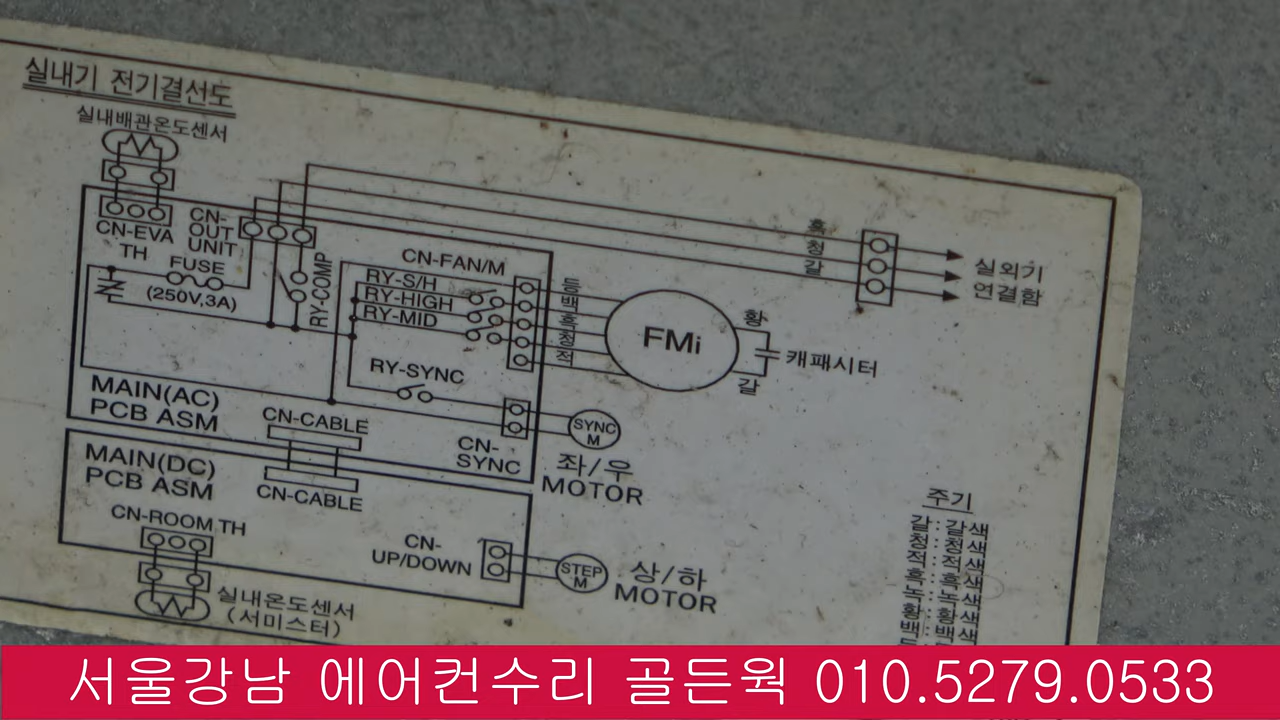 실내기 전기결선도
실내배관온도센서
CN-EVA
TH
CN-
OUT
UNIT
FUSE
(250V,3A)
RY-COMP
CN-FAN/M
RY-S/H
RY-HIGH
RY-MID
등
백
흑
청
적
FMi
황
갈
캐패시터
흑
청
갈
실외기
연결함
RY-SYNC
MAIN(AC)
PCB ASM
CN-CABLE
CN-
SYNC
SYNC
M
좌/우
MOTOR
MAIN(DC)
PCB ASM
CN-CABLE
CN-ROOM TH
CN-
UP/DOWN
STEP
M
상/하
MOTOR
실내온도센서
(서미스터)
주기
갈:갈색
청:청색
적:적색
흑:흑색
녹:녹색
황:황색
백:백색
서울강남 에어컨수리 골든웍 010.5279.0533